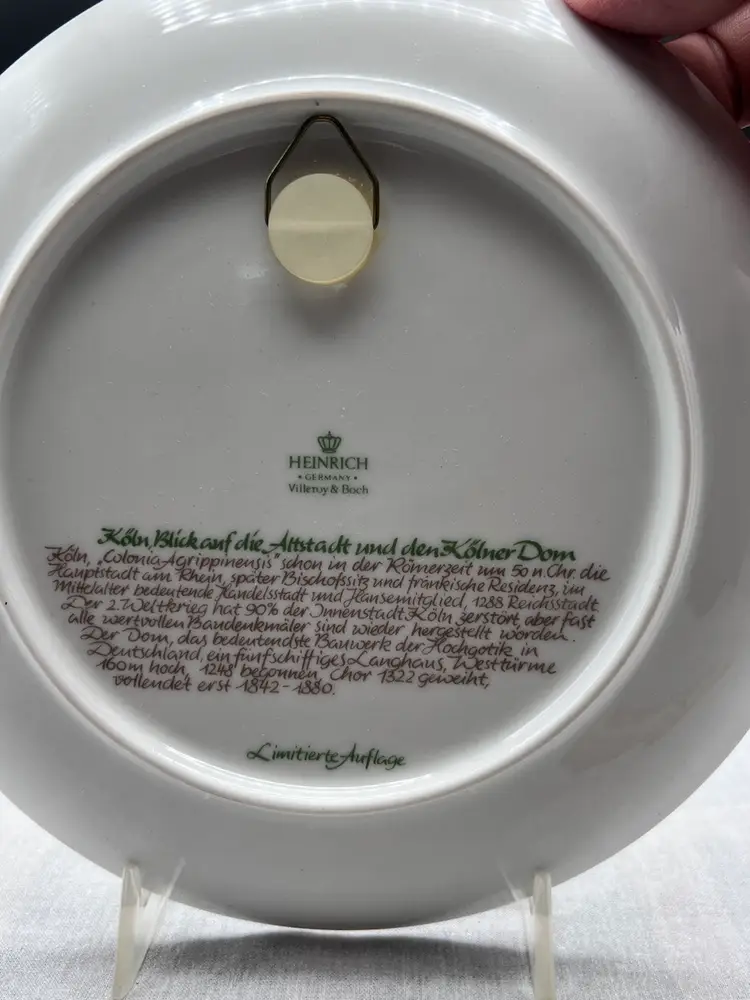 HEINRICH
• GERMANY •
Villeroy & Boch
Köln, Blick auf die Altstadt und den Kölner Dom
Köln, „Colonia Agrippinensis" schon in der Römerzeit um 50 n. Chr. die
Hauptstadt am Rhein, später Bischofssitz und fränkische Residenz, im
Mittelalter bedeutende Handelsstadt und Hansemitglied, 1288 Reichsstadt.
Der 2. Weltkrieg hat 90% der Innenstadt Köln zerstört, aber fast
alle wertvollen Baudenkmäler sind wieder hergestellt worden.
Der Dom, das bedeutendste Bauwerk der Hochgotik in
Deutschland, ein fünfschiffiges Langhaus, Westtürme
160m hoch, 1248 begonnen, Chor 1322 geweiht,
vollendet erst 1842-1880.
Limitierte Auflage